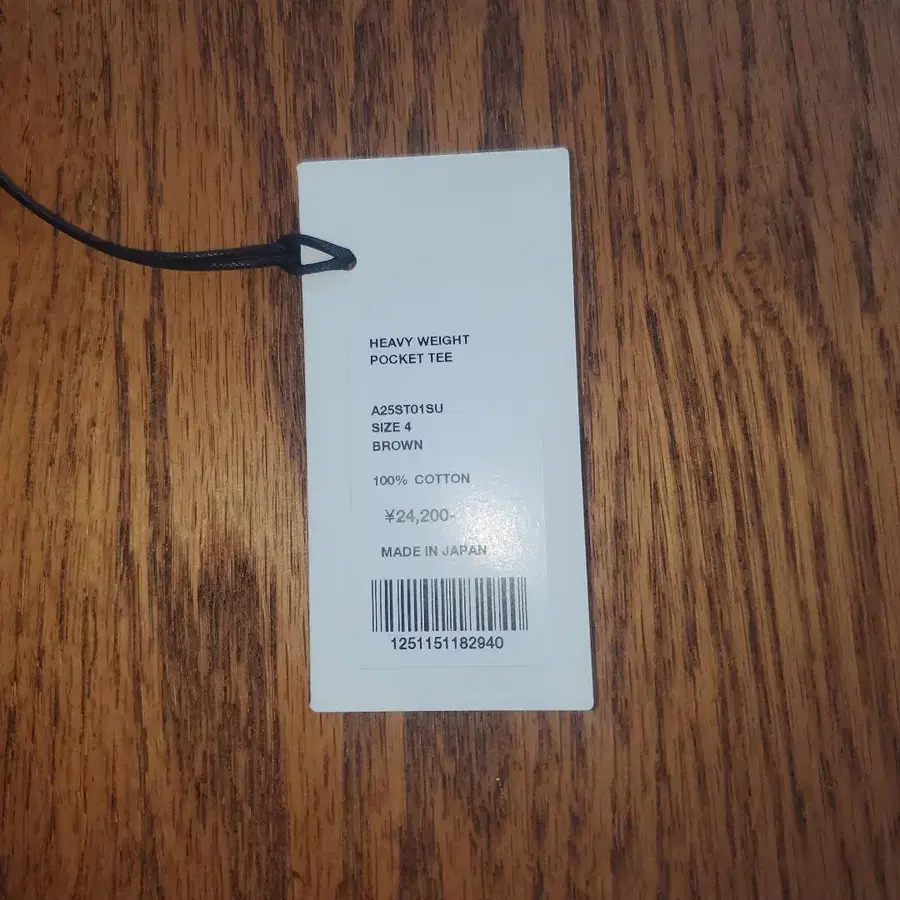 HEAVY WEIGHT
POCKET TEE
A25ST01SU
SIZE 4
BROWN
100% COTTON
¥24,200-
MADE IN JAPAN
1251151182940